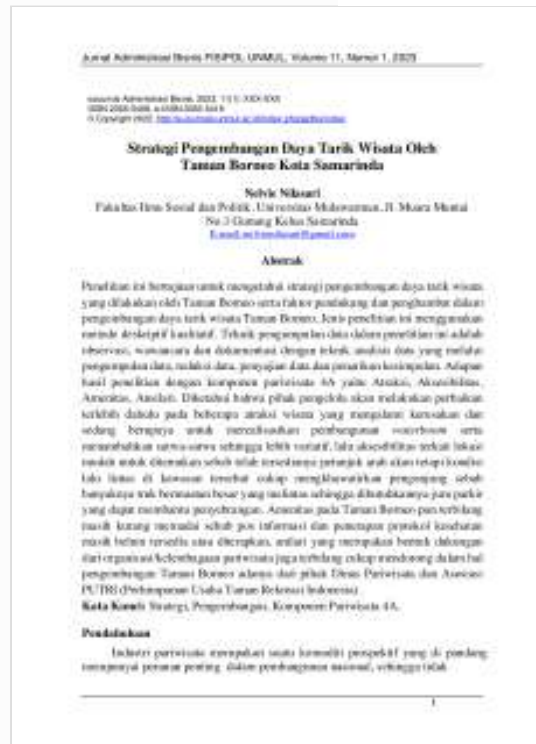 Jurnal Administrasi Bisnis FISIPOL UNMUL, Volume 11, Nomor 1, 2023
Administrasi Bisnis, 2023, 11
© Copyright 2023
Strategi Pengembangan Daya Tarik Wisata Oleh
Taman Borneo Kota Samarinda
Nelvie Nilasari
Fakultas Ilmu Sosial dan Politik, Universitas Mulawarman, Jl. Muara Muntai
No.1 Gunung Kelua Samarinda
Abstrak
Penelitian ini bertujuan untuk mengetahui strategi pengembangan daya tarik wisata
yang dilakukan oleh Taman Borneo serta faktor pendukung dan penghambat dalam
pengembangan daya tarik wisata Taman Borneo. Jenis penelitian ini menggunakan
metode deskriptif kualitatif. Teknik pengumpulan data dalam penelitian ini adalah
observasi, wawancara dan dokumentasi dengan teknik analisis data yang melalui
pengumpulan data, reduksi data, penyajian data dan penarikan kesimpulan. Adapun
hasil penelitian dengan komponen pariwisata 4A yaitu Atraksi, Aksesibilitas,
Amenitas, Ansilari. Diketahui bahwa pihak pengelola akan melakukan perbaikan
terlebih dahulu pada beberapa atraksi wisata yang mengalami kerusakan dan
sedang berupaya untuk merealisasikan pembangunan serta
menambahkan satwa-satwa sehingga lebih variatif, lalu aksesibilitas terkait lokasi
mudah untuk ditemukan sebab telah tersedianya petunjuk arah akan tetapi kondisi
lalu lintas di kawasan tersebut cukup mengkhawatirkan pengunjung sebab
banyaknya truk bermuatan besar yang melintas sehingga dibutuhkannya juru parkir
yang dapat membantu penyebrangan. Amenitas pada Taman Borneo pun terbilang
masih kurang memadai sebab pos informasi dan penerapan protokol kesehatan
masih belum tersedia atau diterapkan, ansilari yang merupakan bentuk dukungan
dari organisasi/kelembagaan pariwisata juga terbilang cukup mendorong dalam hal
pengembangan Taman Borneo adanya dari pihak Dinas Pariwisata dan Asosiasi
PUTRI (Perhimpunan Usaha Taman Rekreasi Indonesia)
Kata Kunci: Strategi, Pengembangan, Komponen Pariwisata 4A.
Pendahuluan
Industri pariwisata merupakan suatu komoditi prospektif yang di pandang
mempunyai peranan penting dalam pembangunan nasional, sehingga tidak
1